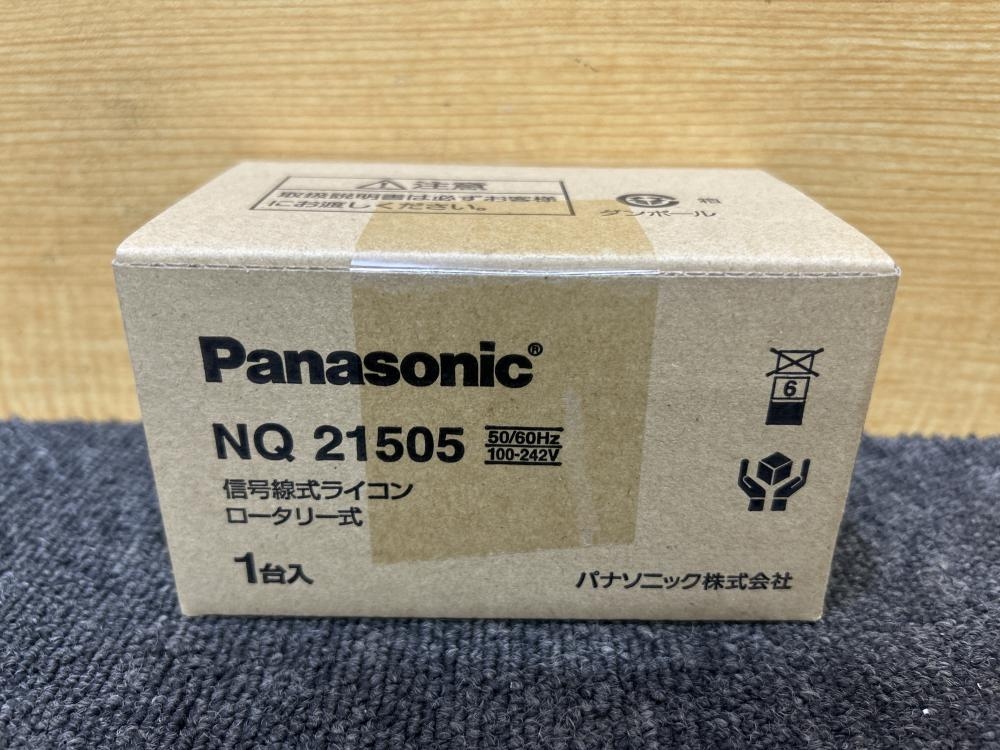 ⚠注意
取扱説明書は必ずお客様
にお渡しください。
箱
ダンボール
Panasonic®
NQ 21505
50/60Hz
100-242V
信号線式ライコン
ロータリー式
1台入
6
パナソニック株式会社